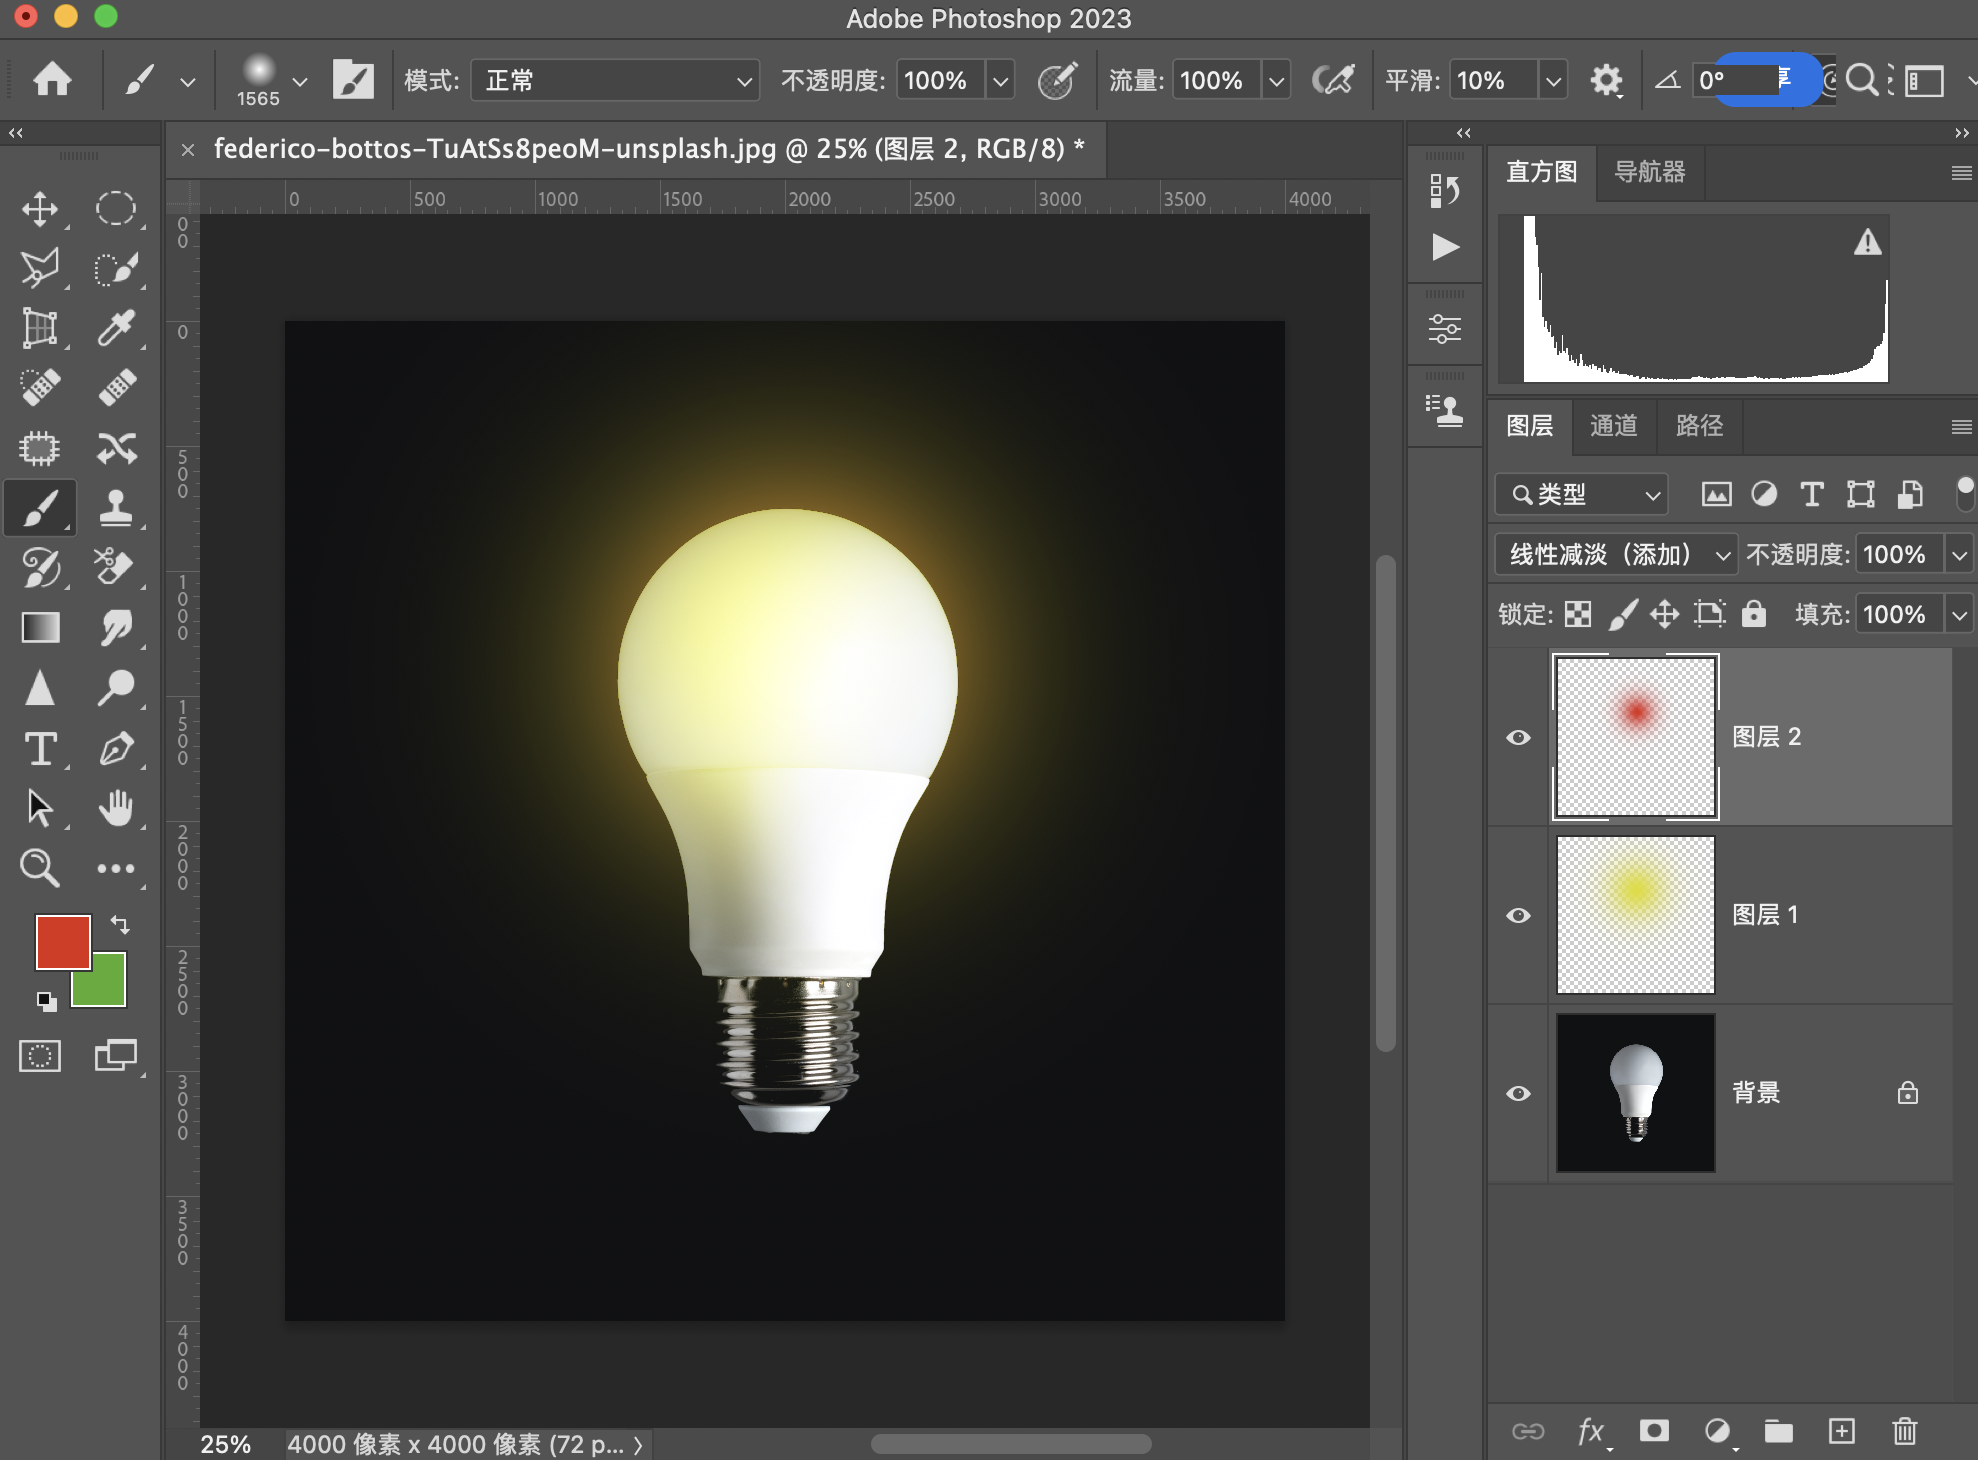 Adobe Photoshop 2023
1565
模式: 正常
不透明度: 100%
流量: 100%
平滑: 10%
0°
享
× federico-bottos-TuAtSs8peoM-unsplash.jpg @ 25% (图层 2, RGB/8) *
直方图
导航器
0 500 1000 1500 2000 2500 3000 3500 4000
0
0
0
500
1000
1500
2000
2500
3000
3500
4000
图层
通道
路径
类型
线性减淡（添加）
不透明度: 100%
锁定:
填充: 100%
图层 2
图层 1
背景
fx
25%
4000 像素 x 4000 像素 (72 p...